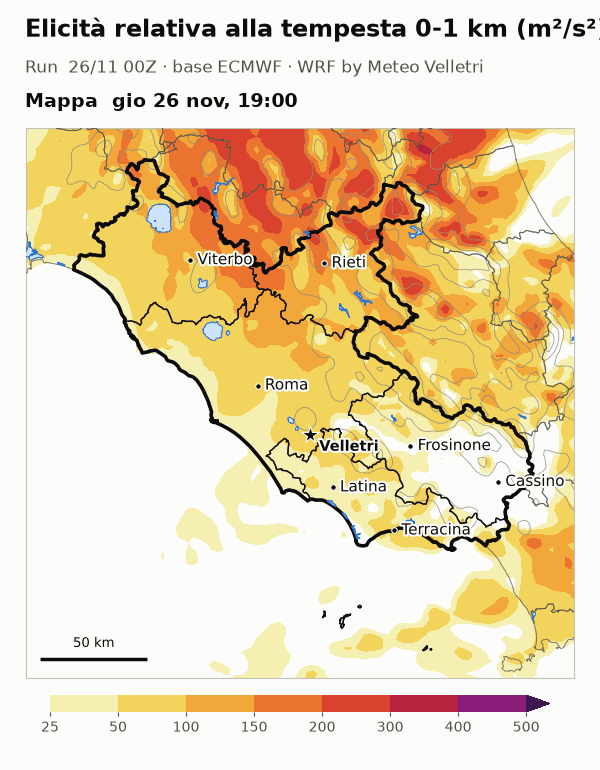 Elicità relativa alla tempesta 0-1 km (m²/s²)
Run 26/11 00Z · base ECMWF · WRF by Meteo Velletri
Mappa gio 26 nov, 19:00
Viterbo
Rieti
Roma
Velletri
Frosinone
Cassino
Latina
Terracina
50 km
25 50 100 150 200 300 400 500